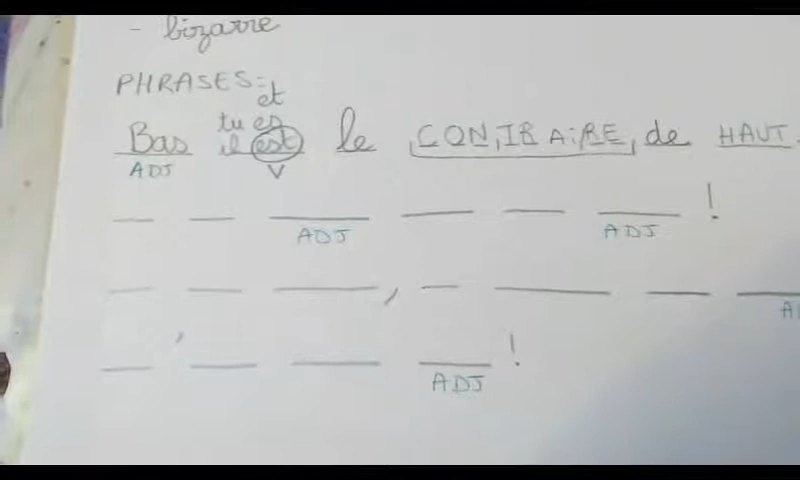 - bizarre
PHRASES:
et
tu es
Bas il est le CONTRAIRE de HAUT.
ADJ V
!
ADJ ADJ
,
A
' !
ADJ